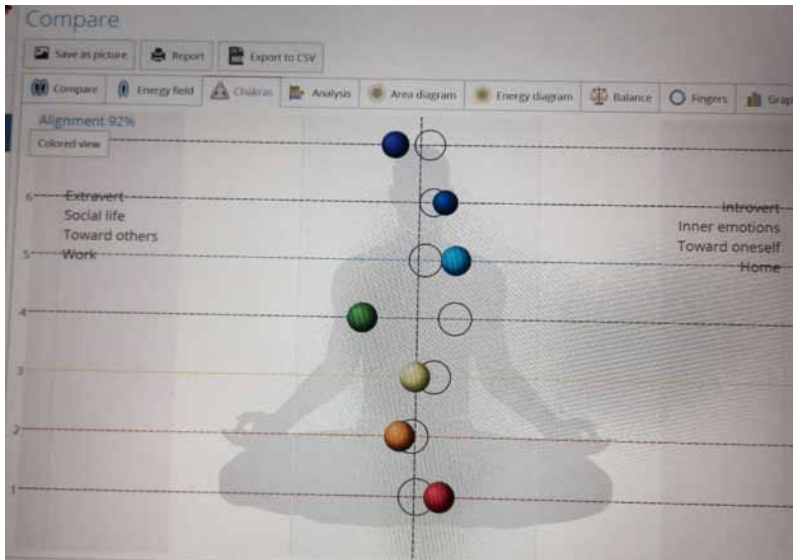 Compare
Save as picture Report Export to CSV
Compare Energy field Chakras Analysis Area diagram Energy diagram Balance Fingers Grap
Alignment 92%
Colored view
6
Extravert
Social life
Toward others
Work
Introvert
Inner emotions
Toward oneself
Home
5
4
3
2
1